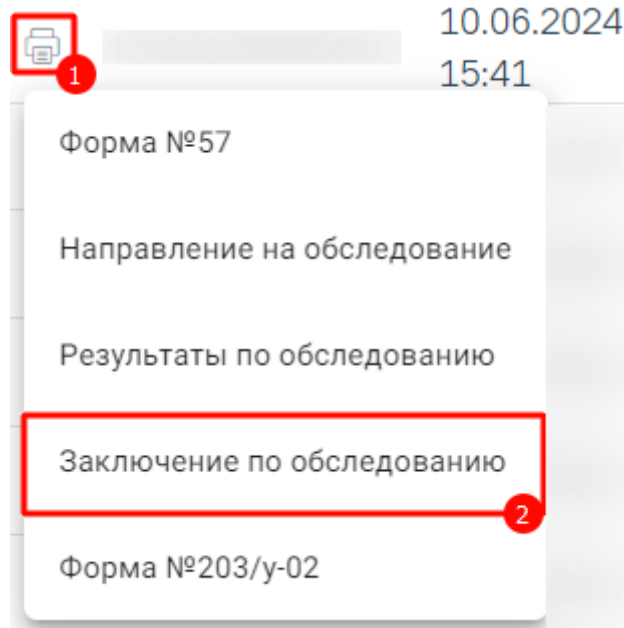 10.06.2024
15:41
1
Форма №57
Направление на обследование
Результаты по обследованию
Заключение по обследованию
2
Форма №203/у-02